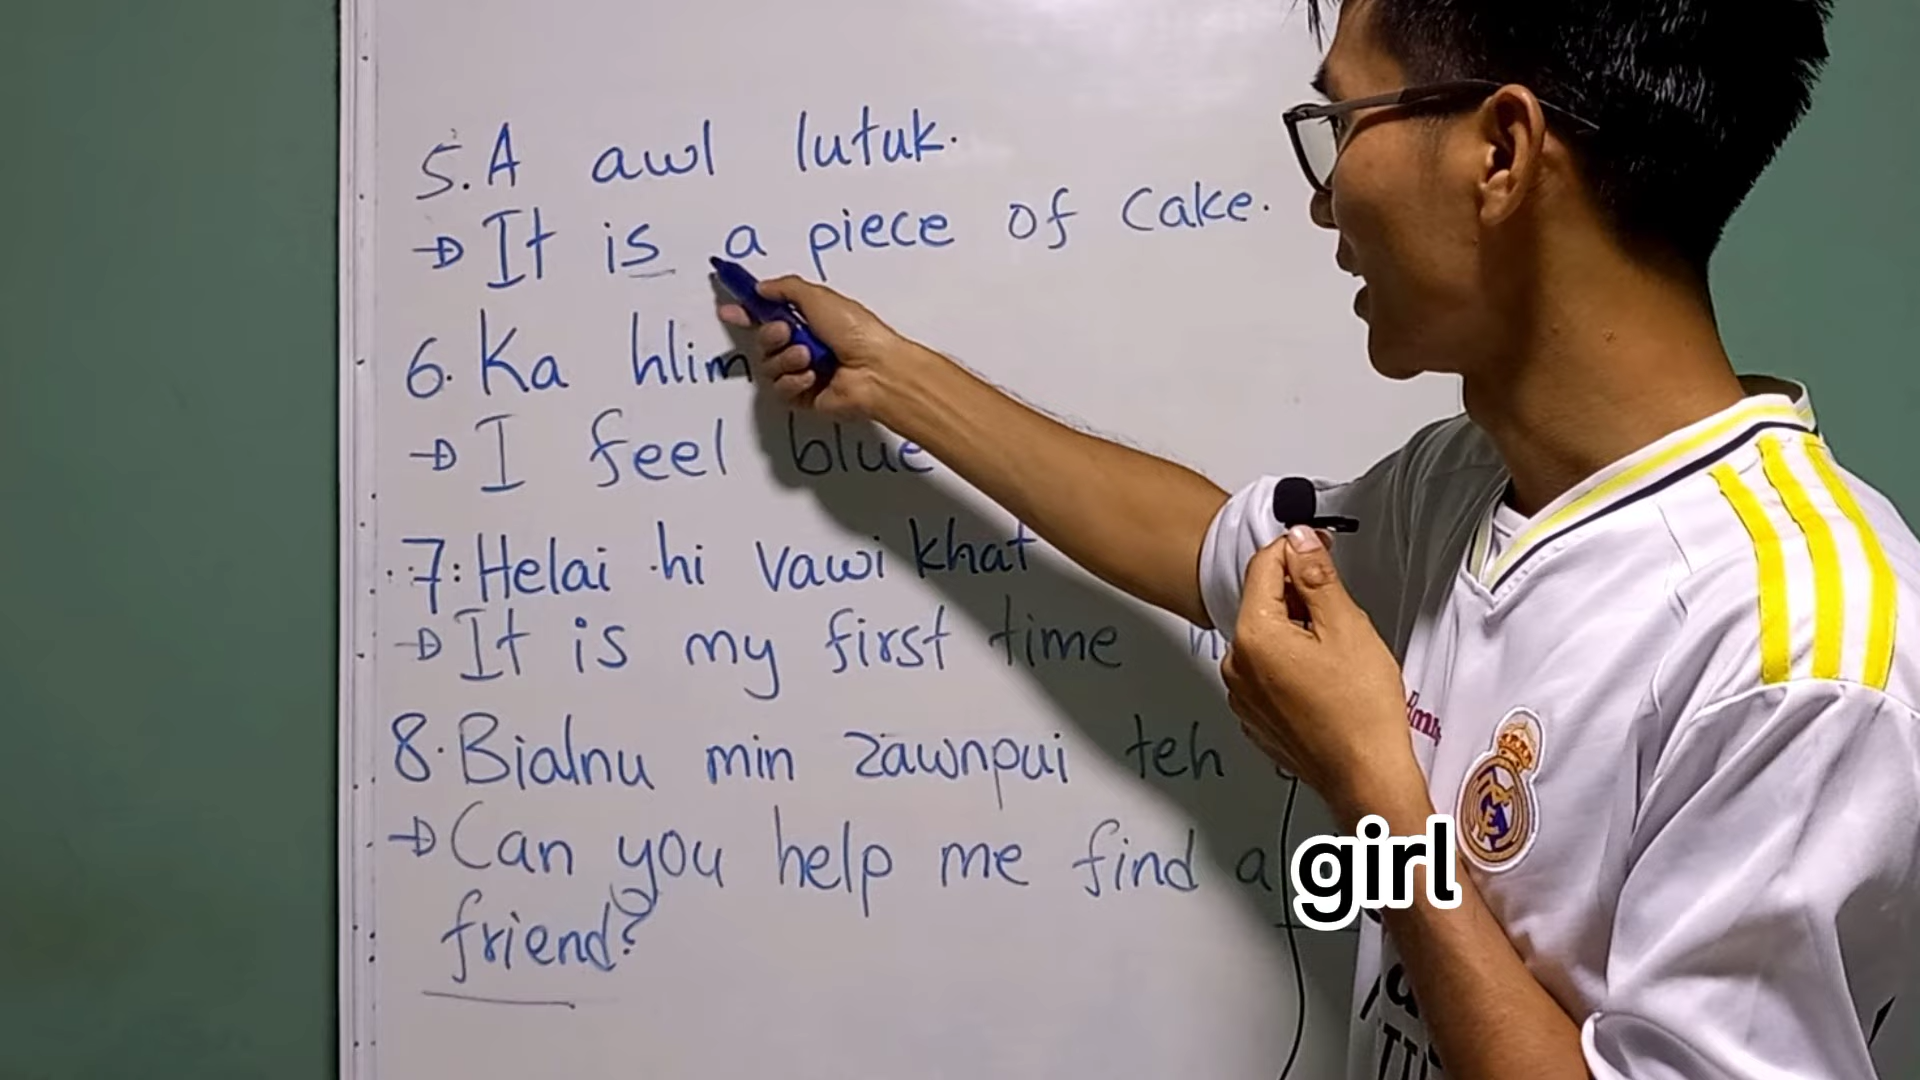 5. A awl lutuk.
→ It is a piece of cake.
6. Ka hlim
→ I feel blue
7. Helai hi vawi khat
→ It is my first time
8. Bialnu min zawnpui teh
→ Can you help me find a girl
friend?